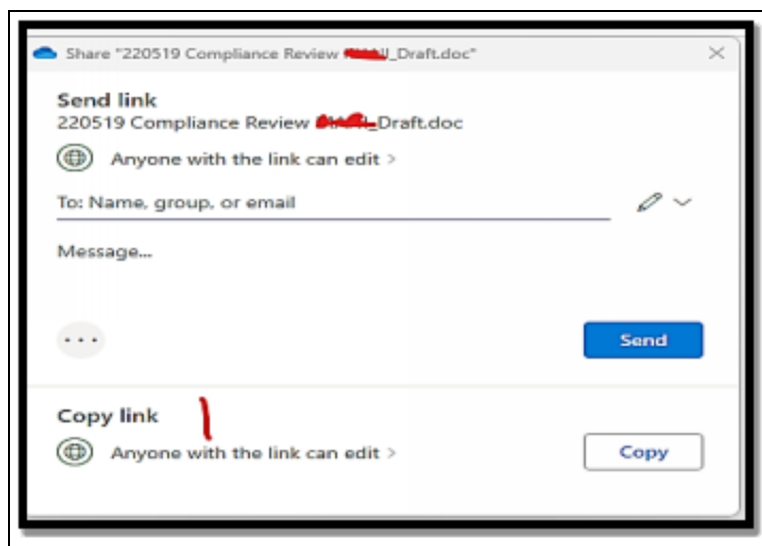 Share "220519 Compliance Review _Draft.doc"
Send link
220519 Compliance Review _Draft.doc
Anyone with the link can edit >
To: Name, group, or email
Message...
Send
Copy link
Anyone with the link can edit >
Copy